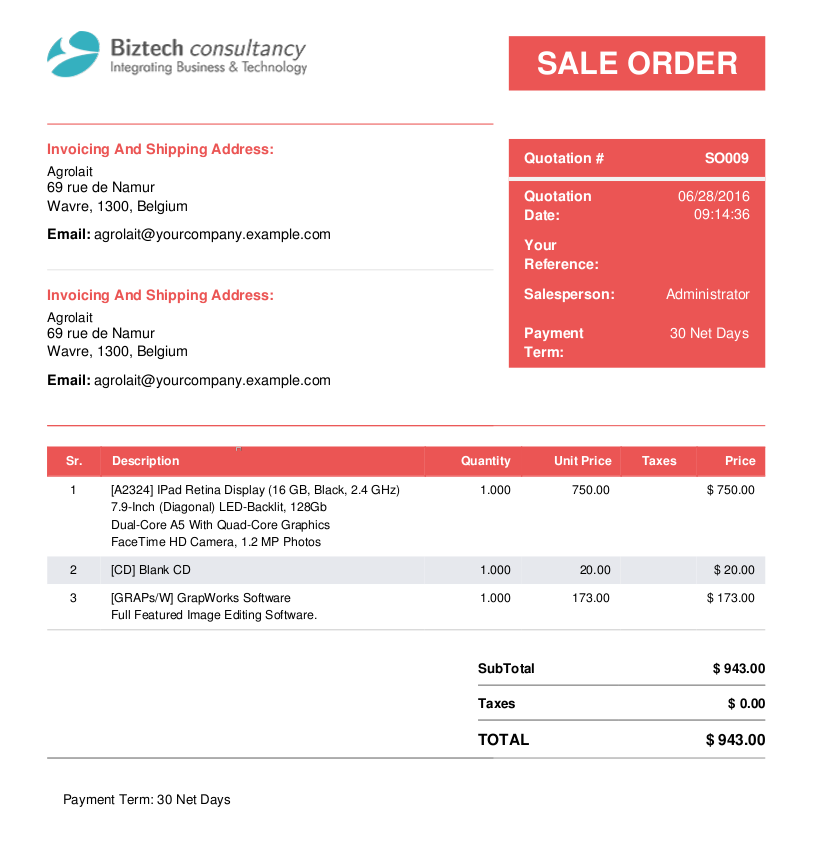 Biztech consultancy
Integrating Business & Technology
SALE ORDER
Invoicing And Shipping Address:
Agrolait
69 rue de Namur
Wavre, 1300, Belgium
Email: agrolait@yourcompany.example.com
Invoicing And Shipping Address:
Agrolait
69 rue de Namur
Wavre, 1300, Belgium
Email: agrolait@yourcompany.example.com
Quotation # SO009
Quotation 06/28/2016
Date: 09:14:36
Your
Reference:
Salesperson: Administrator
Payment 30 Net Days
Term:
Sr. Description Quantity Unit Price Taxes Price
1 [A2324] IPad Retina Display (16 GB, Black, 2.4 GHz) 1.000 750.00 $ 750.00
7.9-Inch (Diagonal) LED-Backlit, 128Gb
Dual-Core A5 With Quad-Core Graphics
FaceTime HD Camera, 1.2 MP Photos
2 [CD] Blank CD 1.000 20.00 $ 20.00
3 [GRAPs/W] GrapWorks Software 1.000 173.00 $ 173.00
Full Featured Image Editing Software.
SubTotal $ 943.00
Taxes $ 0.00
TOTAL $ 943.00
Payment Term: 30 Net Days